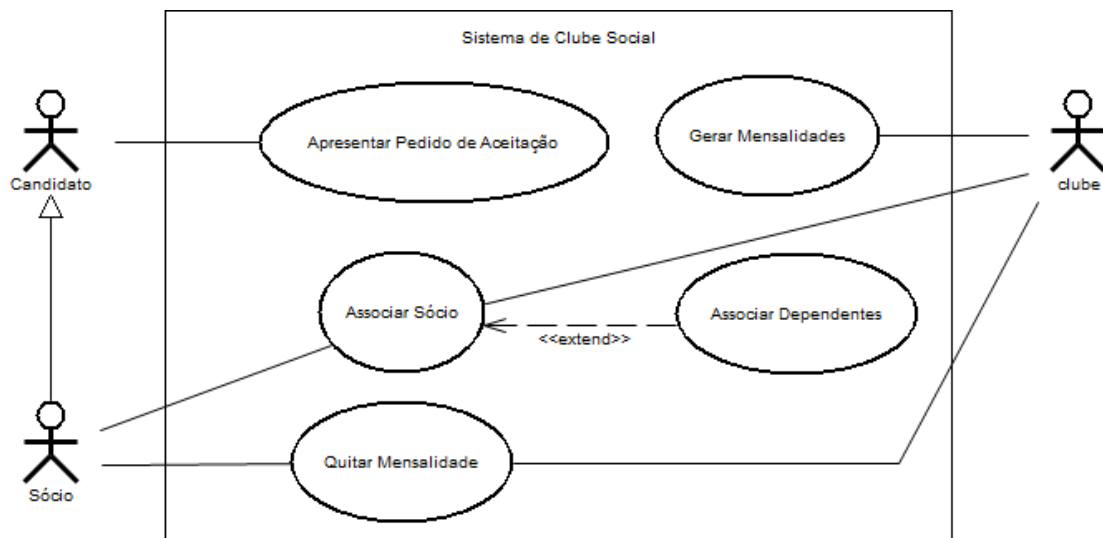 Sistema de Clube Social
Apresentar Pedido de Aceitação
Gerar Mensalidades
Candidato
clube
Associar Sócio
Associar Dependentes
<<extend>>
Quitar Mensalidade
Sócio